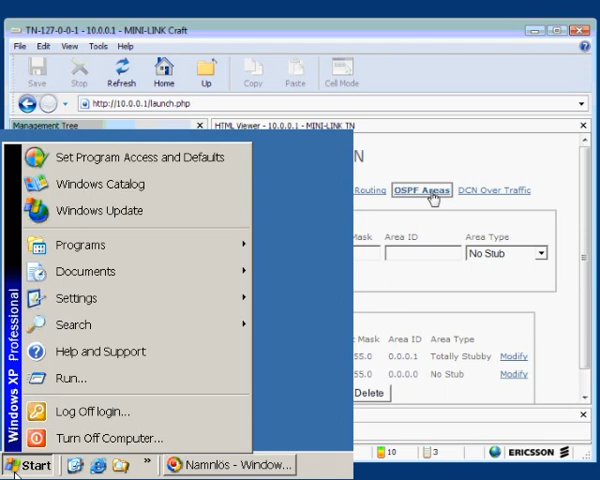 TN-127-0-0-1 - 10.0.0.1 - MINI-LINK Craft
File Edit View Tools Help
Save Stop Refresh Home Up Copy Paste Cell Mode
http://10.0.0.1/launch.php
Management Tree
HTML Viewer - 10.0.0.1 - MINI-LINK TN
N
Routing OSPF Areas DCN Over Traffic
Mask Area ID Area Type
No Stub
Mask Area ID Area Type
55.0 0.0.0.1 Totally Stubby Modify
55.0 0.0.0.0 No Stub Modify
Delete
10 3 ERICSSON
Windows XP Professional
Set Program Access and Defaults
Windows Catalog
Windows Update
Programs
Documents
Settings
Search
Help and Support
Run...
Log Off login...
Turn Off Computer...
Start » Namnlös - Window...